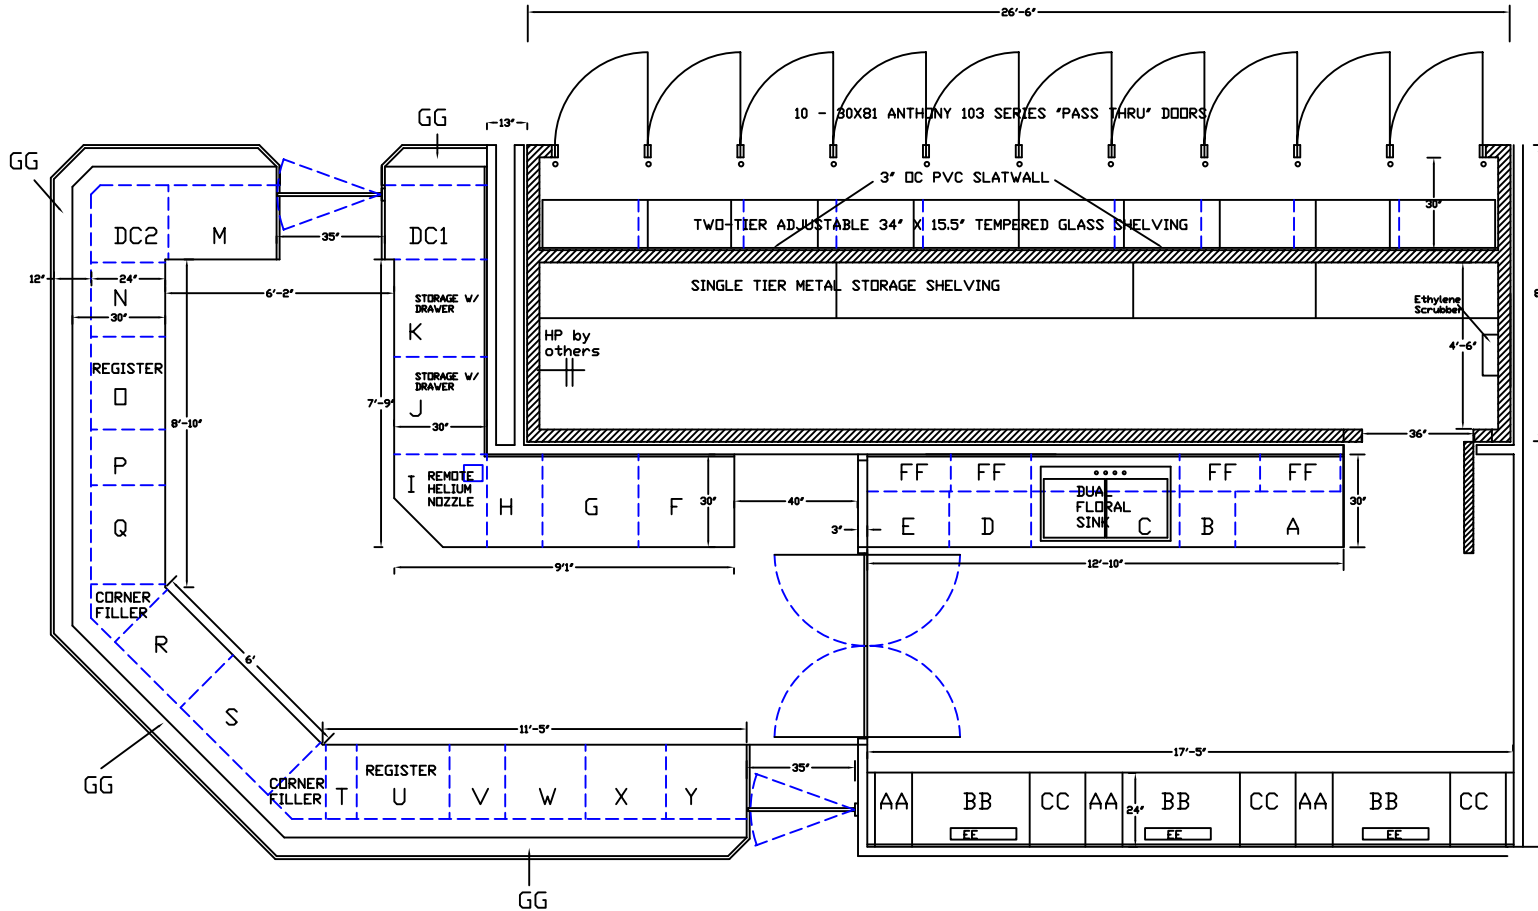 26'-6"
10 - 30X81 ANTHONY 103 SERIES "PASS THRU" DOORS
GG
13"
GG
3" OC PVC SLATWALL
30"
TWO-TIER ADJUSTABLE 34" X 15.5" TEMPERED GLASS SHELVING
DC2
M
35"
DC1
12"
24"
N
6'-2"
SINGLE TIER METAL STORAGE SHELVING
STORAGE W/
DRAWER
K
Ethylene
Scrubber
30"
HP by
others
4'-6"
REGISTER
O
STORAGE W/
DRAWER
J
7'-9"
8'-10"
30"
36"
P
I
REMOTE
HELIUM
NOZZLE
H
G
F
30"
40"
FF
FF
FF
FF
DUAL
FLORAL
SINK
30"
Q
3"
E
D
C
B
A
9'1"
12'-10"
CORNER
FILLER
R
6'
S
11'-5"
17'-5"
GG
CORNER
FILLER
T
REGISTER
U
V
W
X
Y
35"
AA
BB
CC
AA
BB
CC
AA
BB
CC
24"
EE
EE
EE
GG